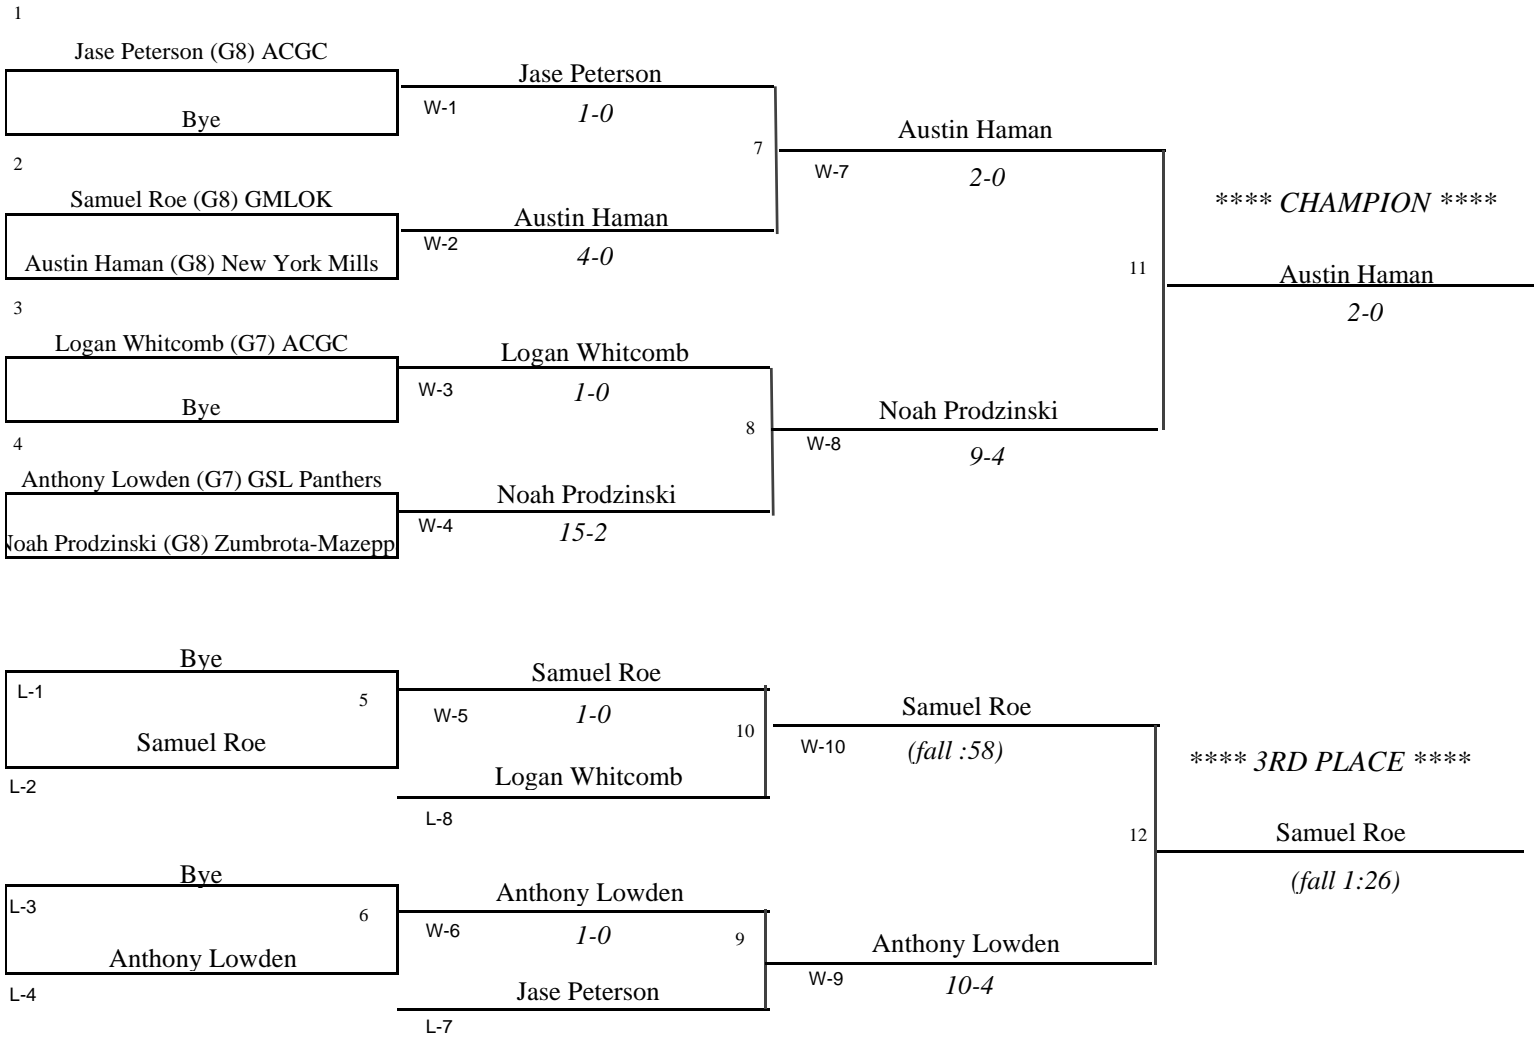 1
Jase Peterson (G8) ACGC
Jase Peterson
W-1
1-0
Bye
Austin Haman
7
W-7
2-0
2
Samuel Roe (G8) GMLOK
**** CHAMPION ****
Austin Haman
W-2
4-0
Austin Haman (G8) New York Mills
11
Austin Haman
2-0
3
Logan Whitcomb (G7) ACGC
Logan Whitcomb
W-3
1-0
Bye
Noah Prodzinski
8
W-8
9-4
4
Anthony Lowden (G7) GSL Panthers
Noah Prodzinski
W-4
15-2
Noah Prodzinski (G8) Zumbrota-Mazepp
Bye
Samuel Roe
L-1
5
W-5
1-0
Samuel Roe
10
W-10
(fall :58)
Samuel Roe
**** 3RD PLACE ****
L-2
Logan Whitcomb
L-8
12
Samuel Roe
(fall 1:26)
Bye
Anthony Lowden
L-3
6
W-6
1-0
9
Anthony Lowden
Anthony Lowden
W-9
10-4
L-4
Jase Peterson
L-7